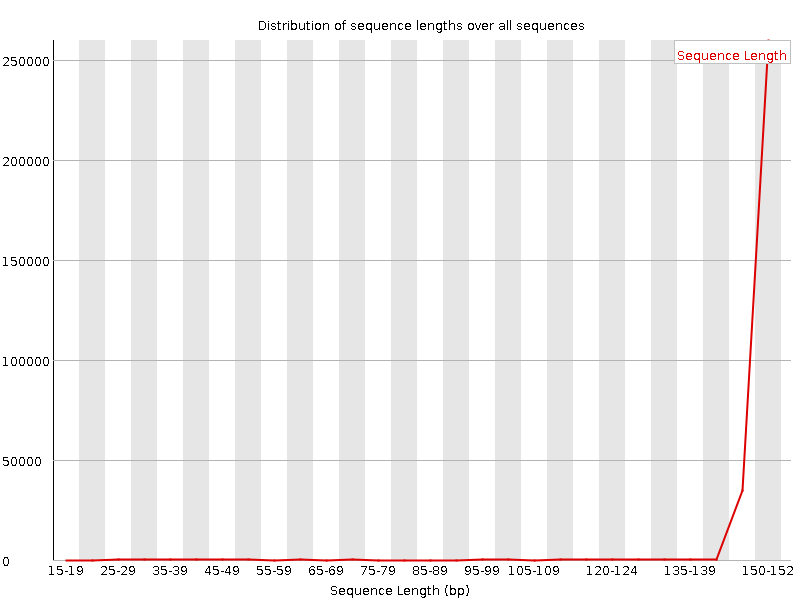 Distribution of sequence lengths over all sequences
Sequence Length
250000
200000
150000
100000
50000
0
15-19 25-29 35-39 45-49 55-59 65-69 75-79 85-89 95-99 105-109 120-124 135-139 150-152
Sequence Length (bp)